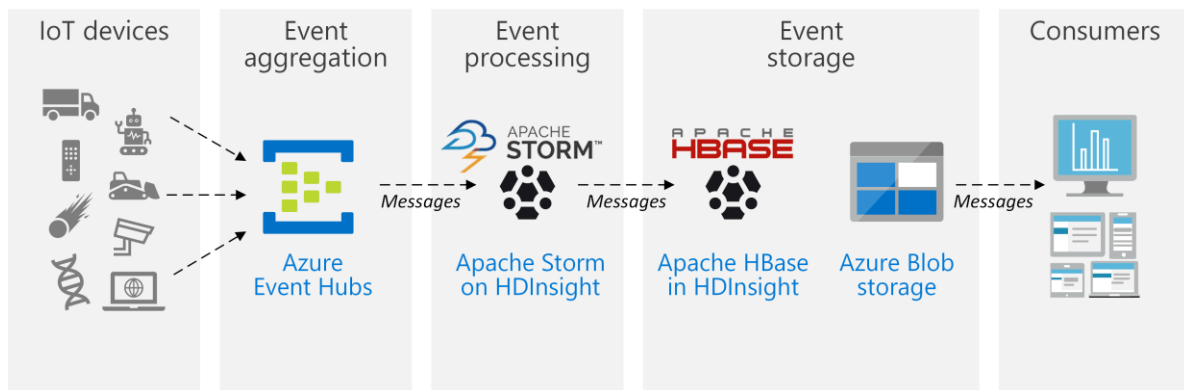 IoT devices
Event
aggregation
Event
processing
Event
storage
Consumers
APACHE
STORM™
APACHE
HBASE
Messages
Messages
Messages
Azure
Event Hubs
Apache Storm
on HDInsight
Apache HBase
in HDInsight
Azure Blob
storage